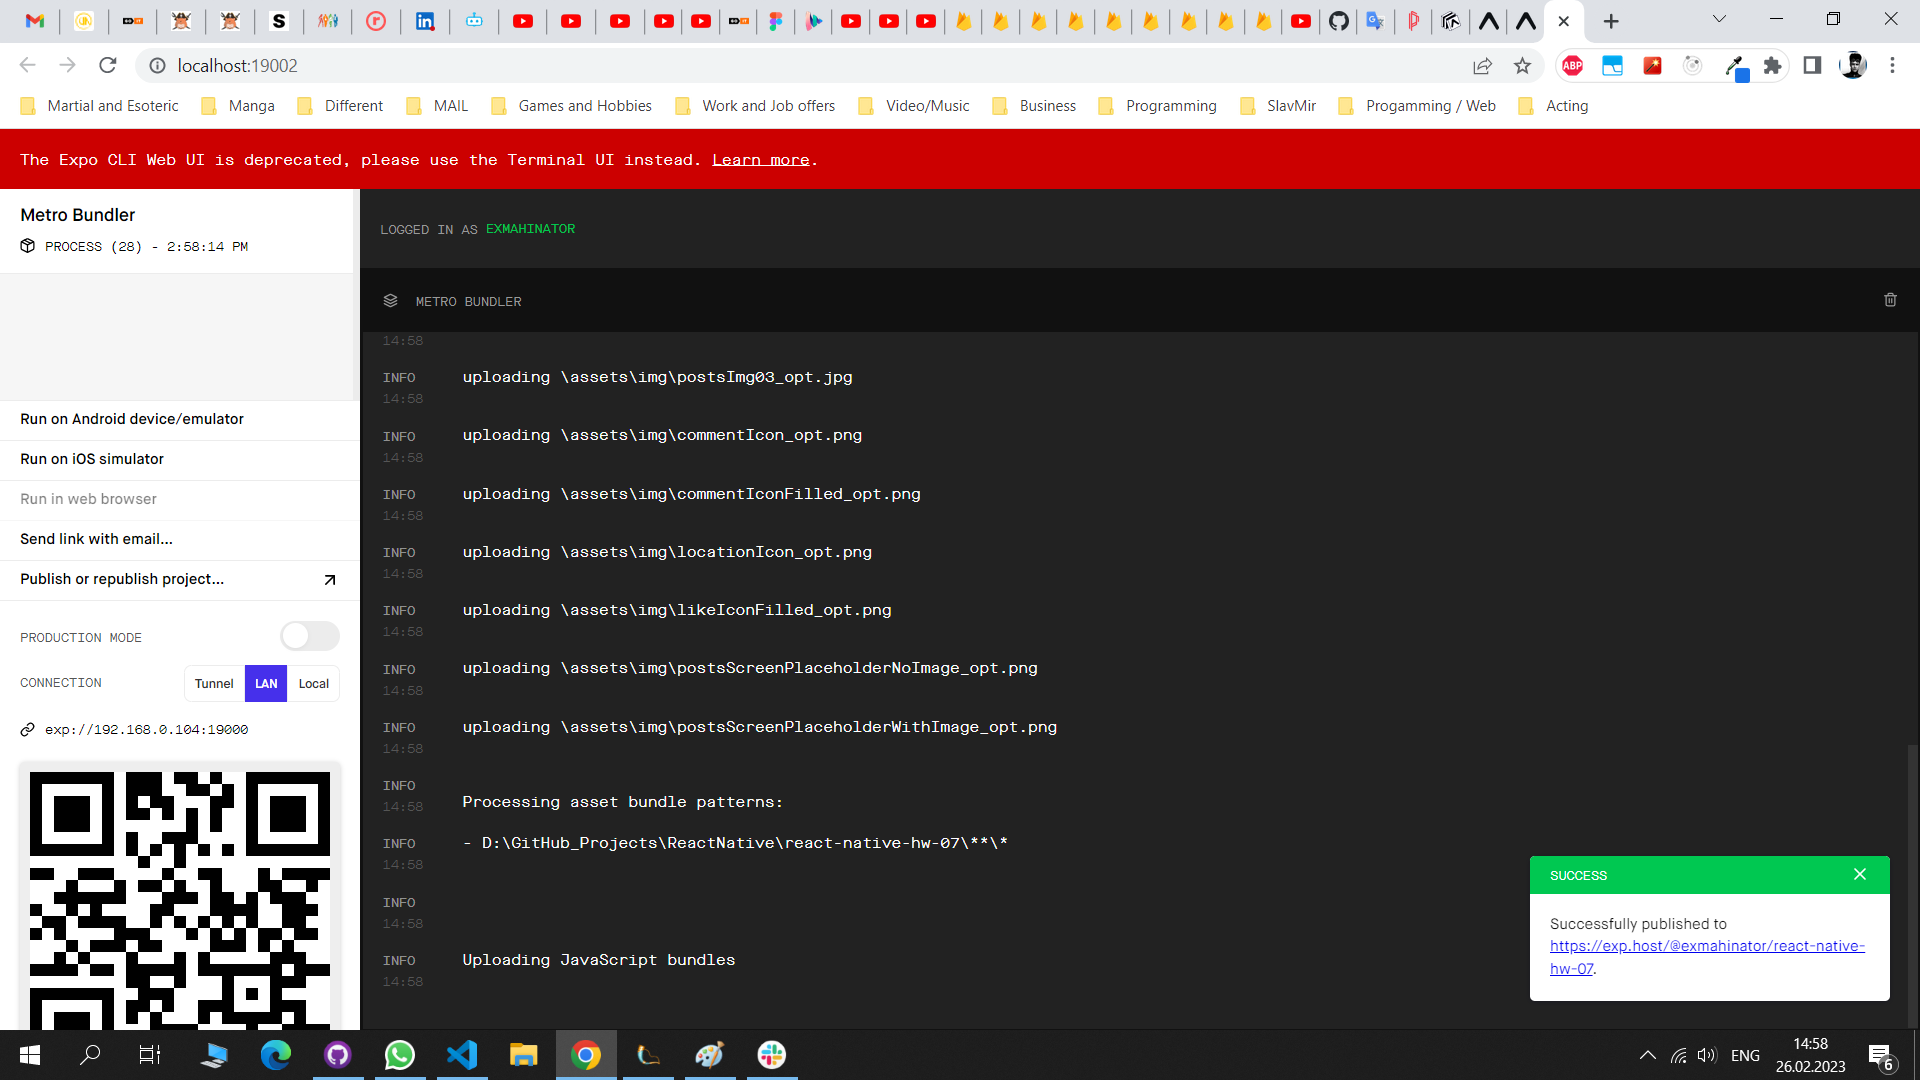 localhost:19002
ABP
Martial and Esoteric
Manga
Different
MAIL
Games and Hobbies
Work and Job offers
Video/Music
Business
Programming
SlavMir
Progamming / Web
Acting
The Expo CLI Web UI is deprecated, please use the Terminal UI instead. Learn more.
Metro Bundler
PROCESS (28) - 2:58:14 PM
Run on Android device/emulator
Run on iOS simulator
Run in web browser
Send link with email...
Publish or republish project...
PRODUCTION MODE
CONNECTION
Tunnel
LAN
Local
exp://192.168.0.104:19000
LOGGED IN AS EXMAHINATOR
METRO BUNDLER
14:58
INFO
14:58
uploading \assets\img\postsImg03_opt.jpg
INFO
14:58
uploading \assets\img\commentIcon_opt.png
INFO
14:58
uploading \assets\img\commentIconFilled_opt.png
INFO
14:58
uploading \assets\img\locationIcon_opt.png
INFO
14:58
uploading \assets\img\likeIconFilled_opt.png
INFO
14:58
uploading \assets\img\postsScreenPlaceholderNoImage_opt.png
INFO
14:58
uploading \assets\img\postsScreenPlaceholderWithImage_opt.png
INFO
14:58
Processing asset bundle patterns:
INFO
14:58
- D:\GitHub_Projects\ReactNative\react-native-hw-07\**\*
INFO
14:58
INFO
14:58
Uploading JavaScript bundles
SUCCESS
Successfully published to
https://exp.host/@exmahinator/react-native-
hw-07.
ENG
14:58
26.02.2023
6